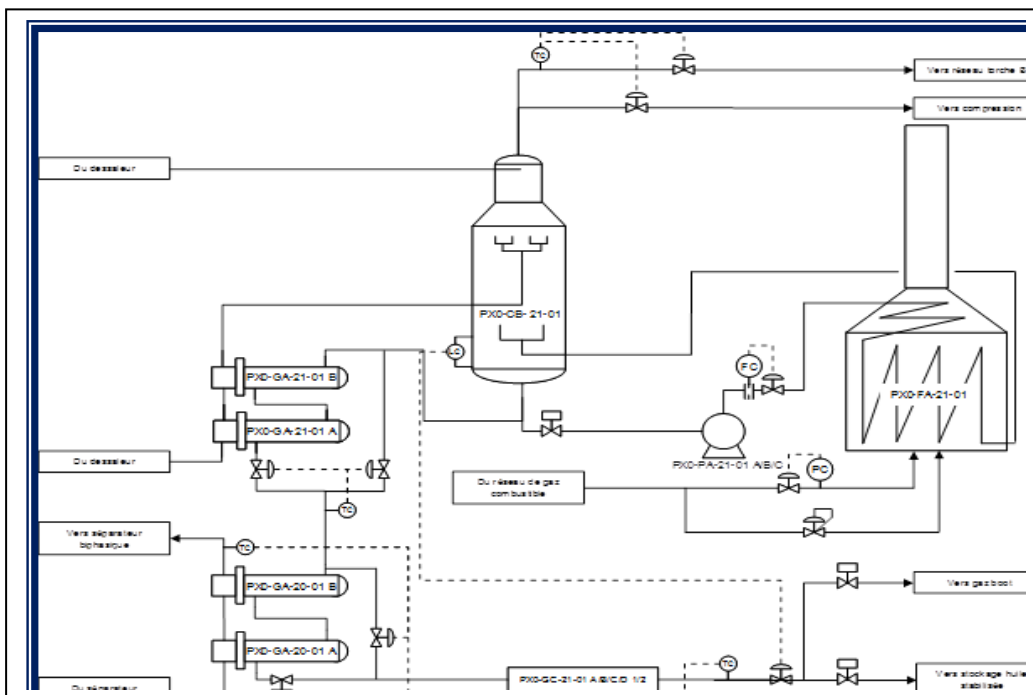 TC
Vers réseau torche B
Vers compression
Du dessaleur
PX0-CB- 21-01
LC
FC
PX0-GA-21-01 B
PX0-FA-21-01
PX0-GA-21-01 A
Du dessaleur
PX0-PA-21-01 A/B/C
PC
Du réseau de gaz
combustible
TC
Vers séparateur
biphasique
TC
PX0-GA-20-01 B
Vers gaz boot
PX0-GA-20-01 A
TC
PX0-GC-21-01 A/B/C/D 1/2
Vers stockage huile
stabilisée
Du séparateur